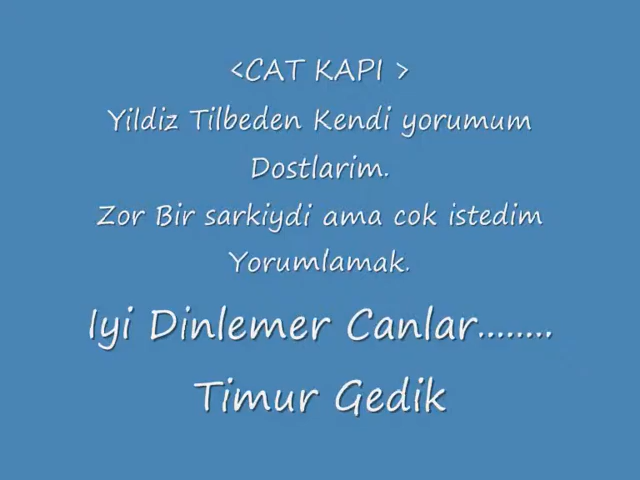 <CAT KAPI >
Yildiz Tilbeden Kendi yorumum
Dostlarim.
Zor Bir sarkiydi ama cok istedim
Yorumlamak.
Iyi Dinlemer Canlar........
Timur Gedik